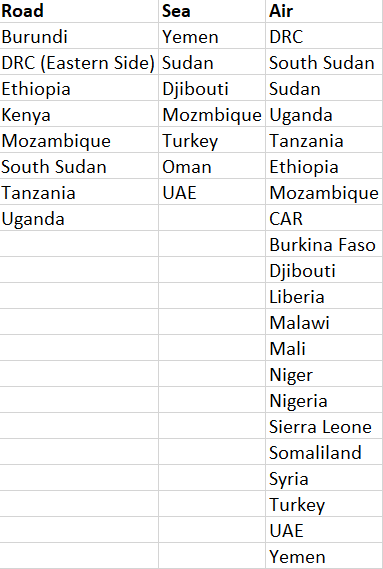 Road Sea Air
Burundi Yemen DRC
DRC (Eastern Side) Sudan South Sudan
Ethiopia Djibouti Sudan
Kenya Mozmbique Uganda
Mozambique Turkey Tanzania
South Sudan Oman Ethiopia
Tanzania UAE Mozambique
Uganda CAR
Burkina Faso
Djibouti
Liberia
Malawi
Mali
Niger
Nigeria
Sierra Leone
Somaliland
Syria
Turkey
UAE
Yemen